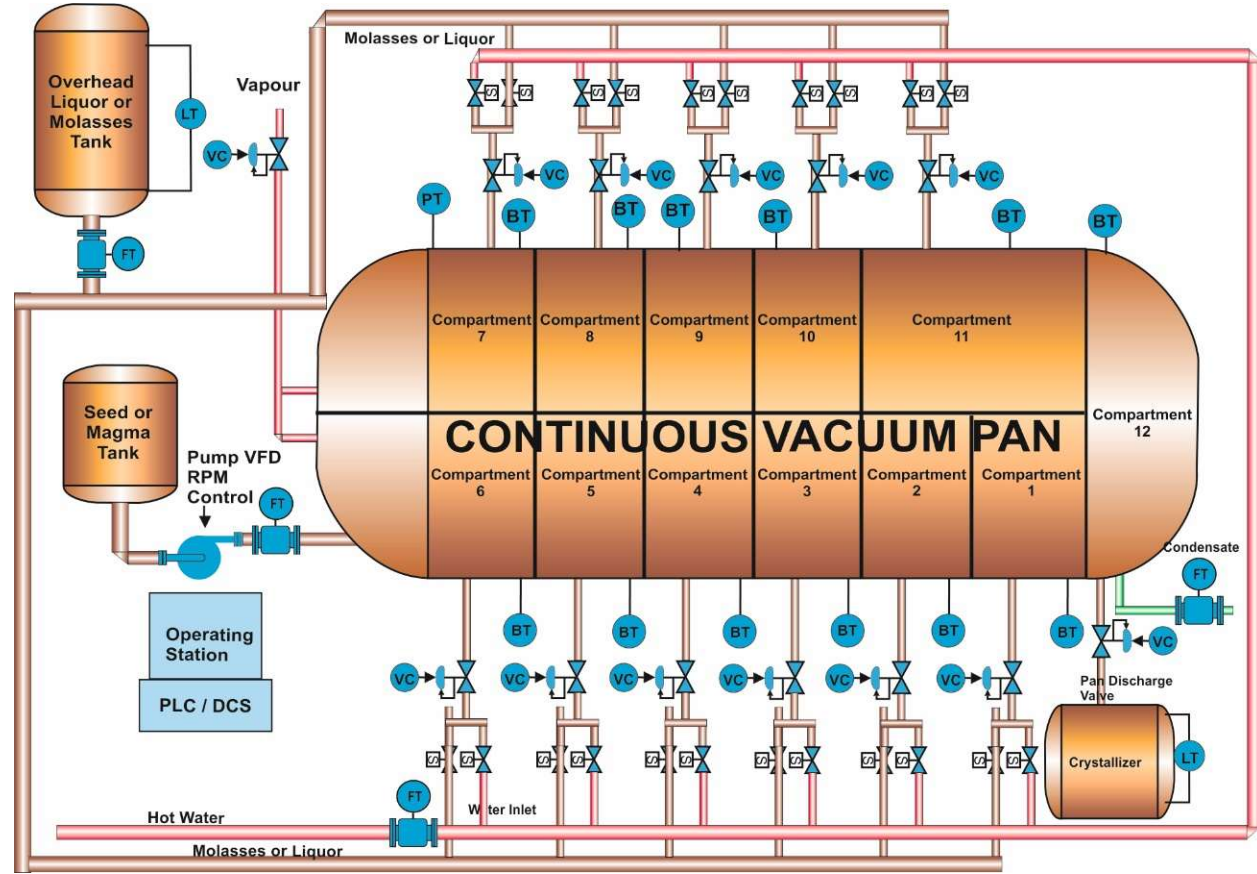 Molasses or Liquor
Overhead
Liquor or
Molasses
Tank
LT
Vapour
VC
FT
S
S
S
S
S
S
S
S
S
S
VC
VC
VC
VC
VC
PT
BT
BT
BT
BT
BT
BT
Compartment
7
Compartment
8
Compartment
9
Compartment
10
Compartment
11
Compartment
12
CONTINUOUS VACUUM PAN
Compartment
6
Compartment
5
Compartment
4
Compartment
3
Compartment
2
Compartment
1
Seed or
Magma
Tank
Pump VFD
RPM
Control
FT
Operating
Station
PLC / DCS
Condensate
FT
BT
BT
BT
BT
BT
BT
VC
VC
VC
VC
VC
VC
VC
Pan Discharge
Valve
Crystallizer
LT
S
S
S
S
S
S
S
S
S
S
S
S
FT
Water Inlet
Hot Water
Molasses or Liquor